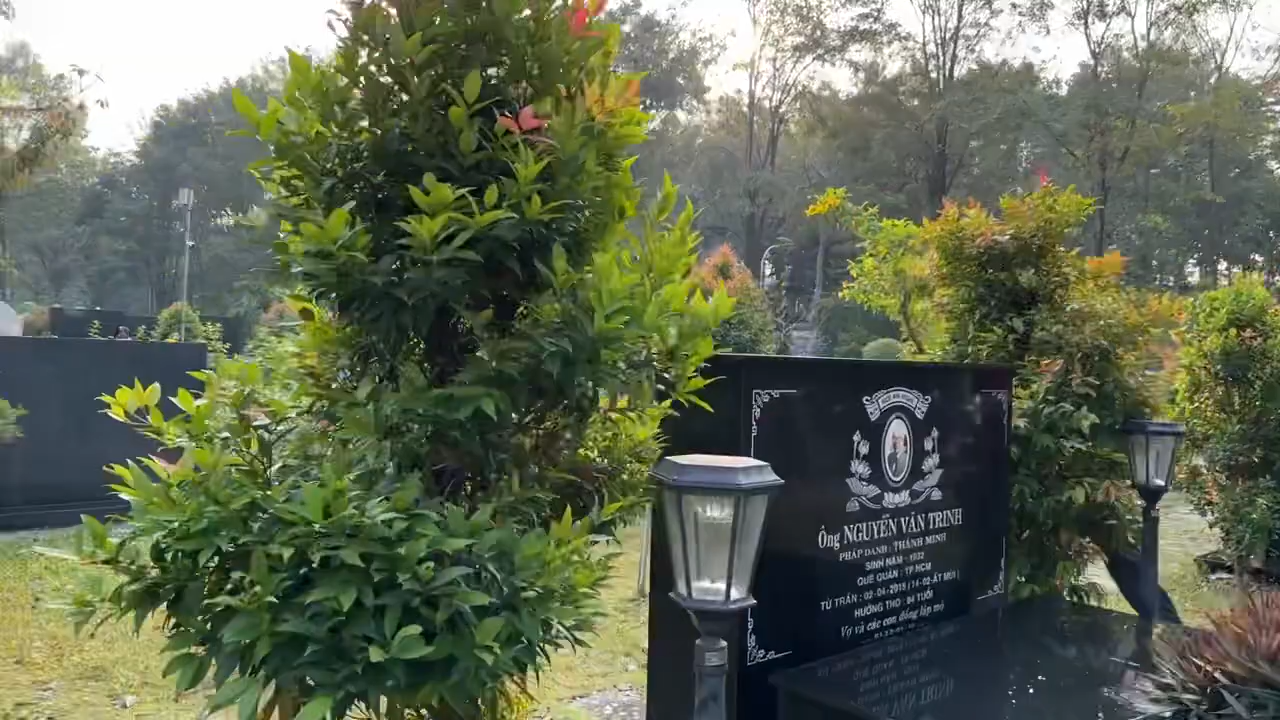 Ông NGUYỄN VĂN TRINH
PHÁP DANH : THÀNH MINH
SINH NĂM : 1932
QUÊ QUÁN : TP HCM
TỪ TRẦN : 02-04-2015 ( 14-02-ẤT MÙI )
HƯỞNG THỌ : 84 TUỔI
Vợ và các con đồng lập mộ